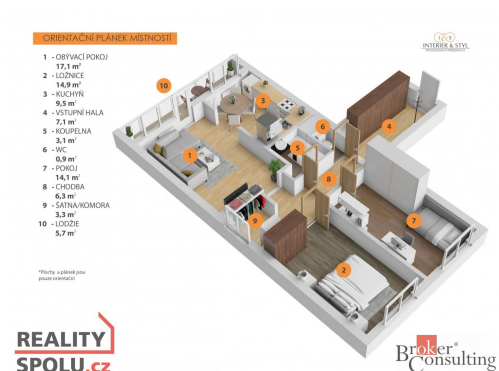 ORIENTAČNÍ PLÁNEK MÍSTNOSTÍ
INTERIÉR & STYL
1 - OBÝVACÍ POKOJ
17,1 m²
2 - LOŽNICE
14,9 m²
3 - KUCHYŇ
9,5 m²
4 - VSTUPNÍ HALA
7,1 m²
5 - KOUPELNA
3,1 m²
6 - WC
0,9 m²
7 - POKOJ
14,1 m²
8 - CHODBA
6,3 m²
9 - ŠATNA/KOMORA
3,3 m²
10 - LODŽIE
5,7 m²
*Plochy a plánek jsou
pouze orientační
10
3
6
4
1
5
8
9
7
2
REALITY
SPOLU.cz
Broker
Consulting